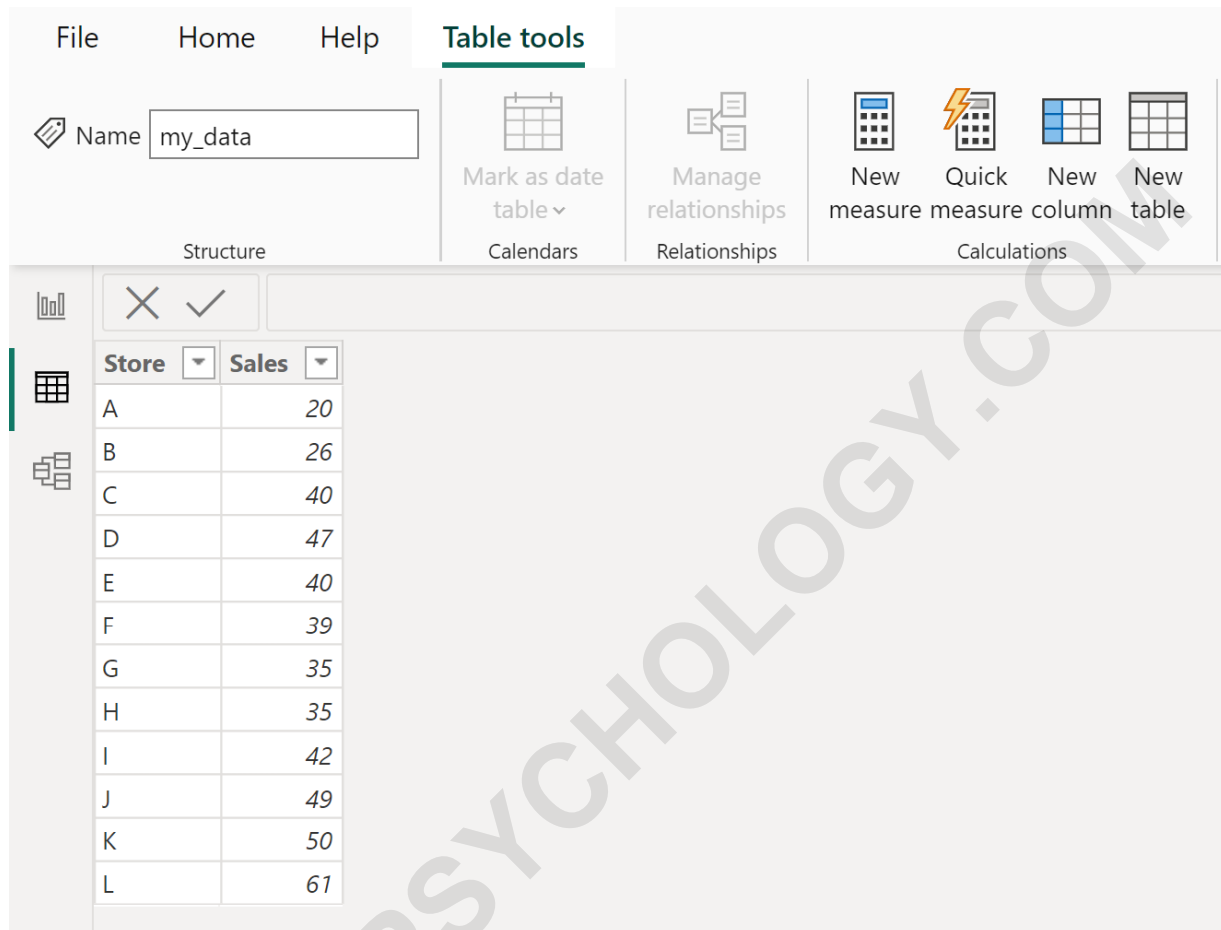 File Home Help Table tools
Name my_data
Mark as date
table
Manage
relationships
New
measure
Quick
measure
New
column
New
table
Structure Calendars Relationships Calculations
Store Sales
A 20
B 26
C 40
D 47
E 40
F 39
G 35
H 35
I 42
J 49
K 50
L 61
PSYCHOLOGY.COM